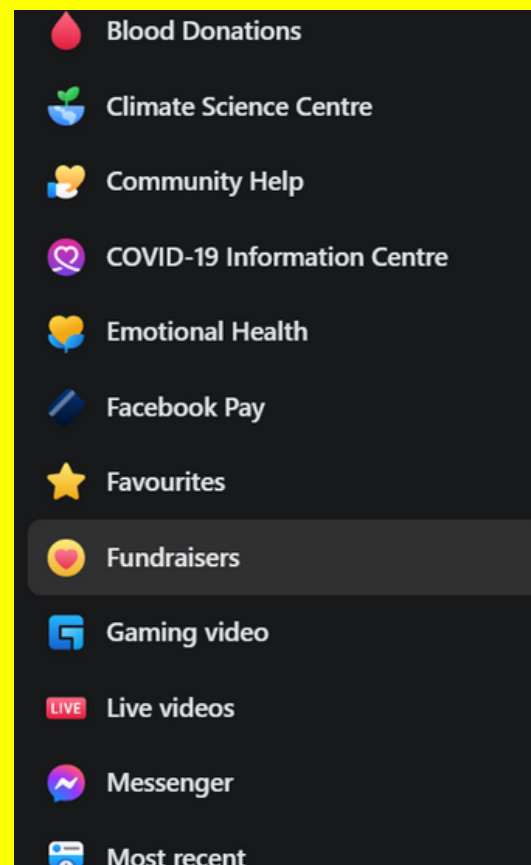 Blood Donations
Climate Science Centre
Community Help
COVID-19 Information Centre
Emotional Health
Facebook Pay
Favourites
Fundraisers
Gaming video
LIVE Live videos
Messenger
Most recent